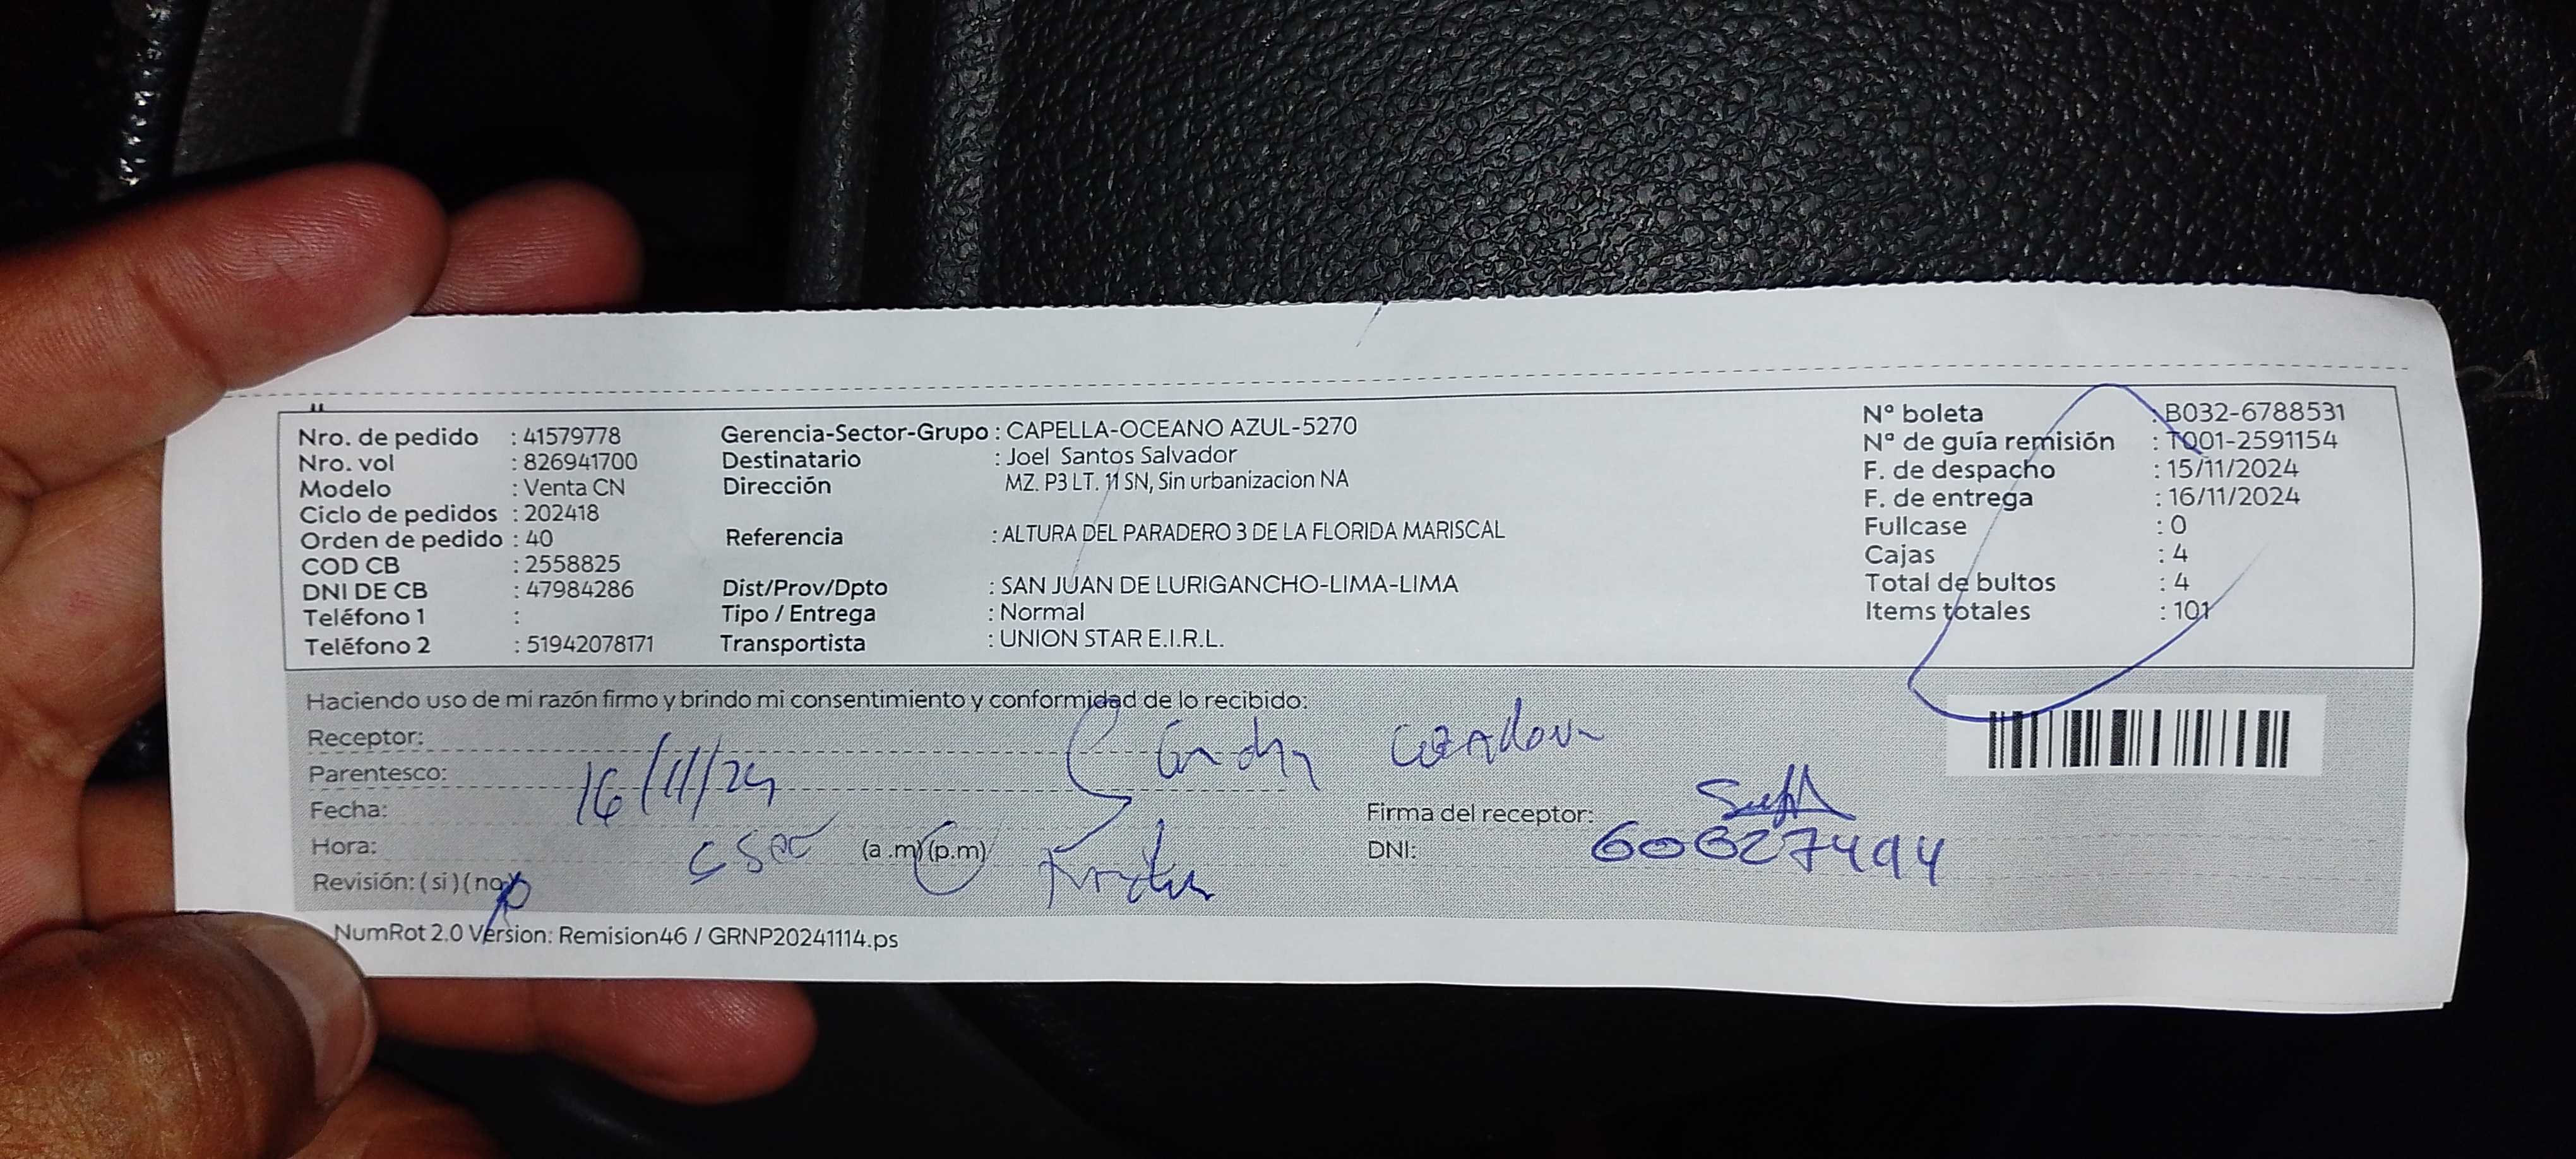 Nro. de pedido : 41579778
Nro. vol : 826941700
Modelo : Venta CN
Ciclo de pedidos : 202418
Orden de pedido : 40
COD CB : 2558825
DNI DE CB : 47984286
Teléfono 1 :
Teléfono 2 : 51942078171
Gerencia-Sector-Grupo : CAPELLA-OCEANO AZUL-5270
Destinatario : Joel Santos Salvador
Dirección MZ. P3 LT. 11 SN, Sin urbanizacion NA
Referencia : ALTURA DEL PARADERO 3 DE LA FLORIDA MARISCAL
Dist/Prov/Dpto : SAN JUAN DE LURIGANCHO-LIMA-LIMA
Tipo / Entrega : Normal
Transportista : UNION STAR E.I.R.L.
N° boleta : B032-6788531
N° de guía remisión : T001-2591154
F. de despacho : 15/11/2024
F. de entrega : 16/11/2024
Fullcase : 0
Cajas : 4
Total de bultos : 4
Items totales : 101
Haciendo uso de mi razón firmo y brindo mi consentimiento y conformidad de lo recibido:
Receptor:
Parentesco:
Fecha: 16/11/24
Hora: (a .m) (p.m)
Revisión: ( si ) ( no )
Firma del receptor:
DNI:
NumRot 2.0 Version: Remision46 / GRNP20241114.ps